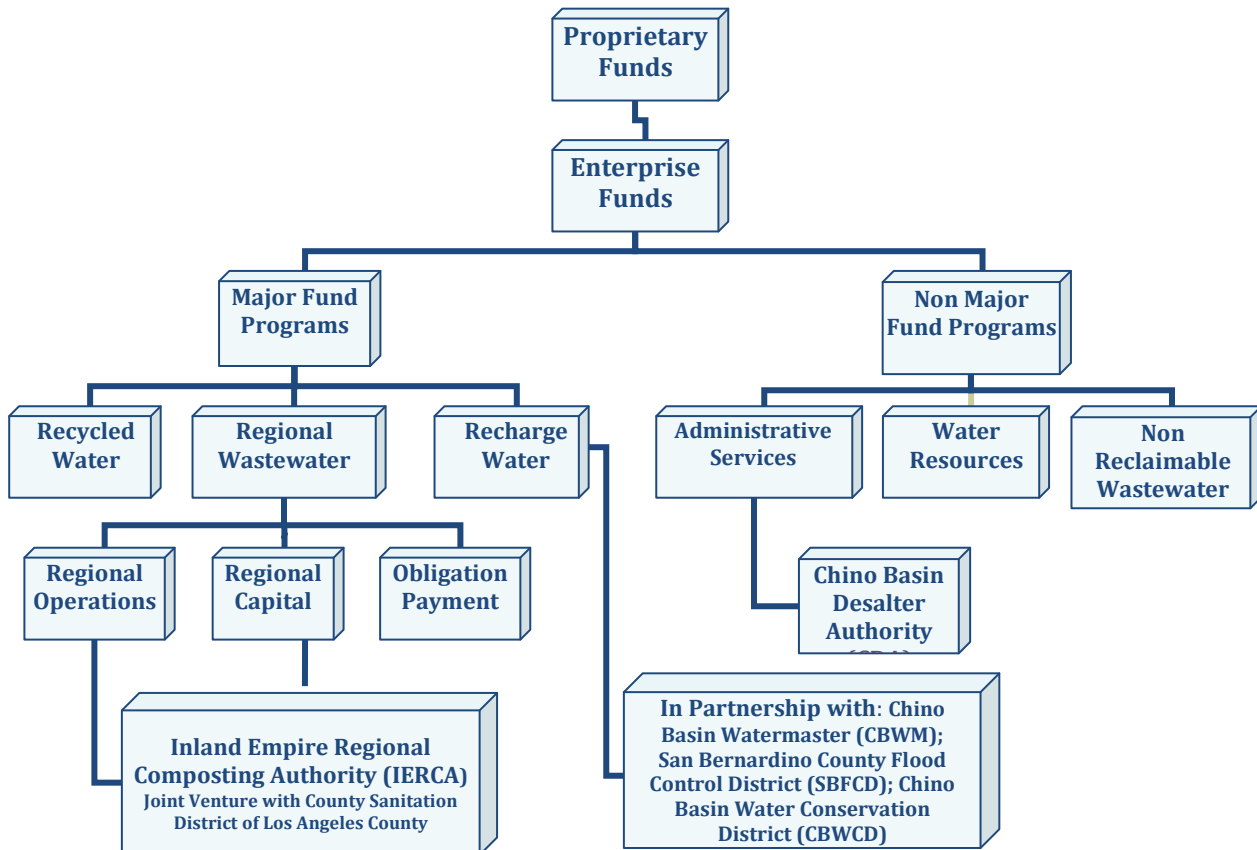 Proprietary
Funds
Enterprise
Funds
Major Fund
Programs
Non Major
Fund Programs
Recycled
Water
Regional
Wastewater
Recharge
Water
Administrative
Services
Water
Resources
Non
Reclaimable
Wastewater
Regional
Operations
Regional
Capital
Obligation
Payment
Chino Basin
Desalter
Authority
Inland Empire Regional
Composting Authority (IERCA)
Joint Venture with County Sanitation
District of Los Angeles County
In Partnership with: Chino
Basin Watermaster (CBWM);
San Bernardino County Flood
Control District (SBFCD); Chino
Basin Water Conservation
District (CBWCD)